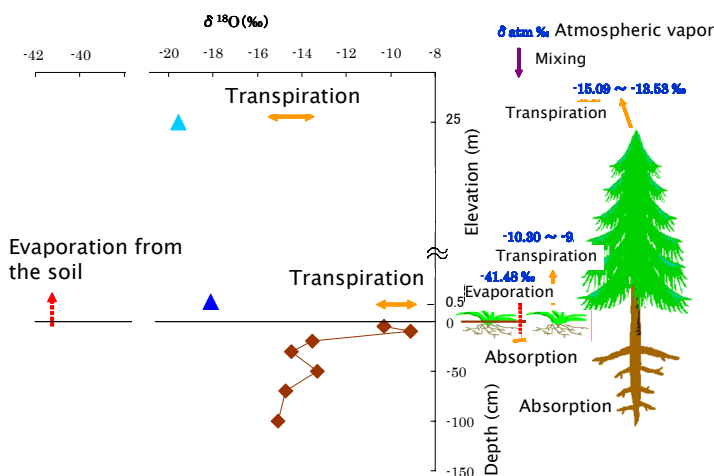 δ ¹⁸O(‰)
-42
-40
-20
-18
-16
-14
-12
-10
-8
δ atm ‰ Atmospheric vapor
Mixing
-15.09 ～ -13.53 ‰
Transpiration
Transpiration
25
Elevation (m)
-10.30 ～ -9.
Transpiration
-41.48 ‰
Evaporation
Evaporation from
the soil
Transpiration
0.5
0
Absorption
-50
Absorption
-100
Depth (cm)
-150